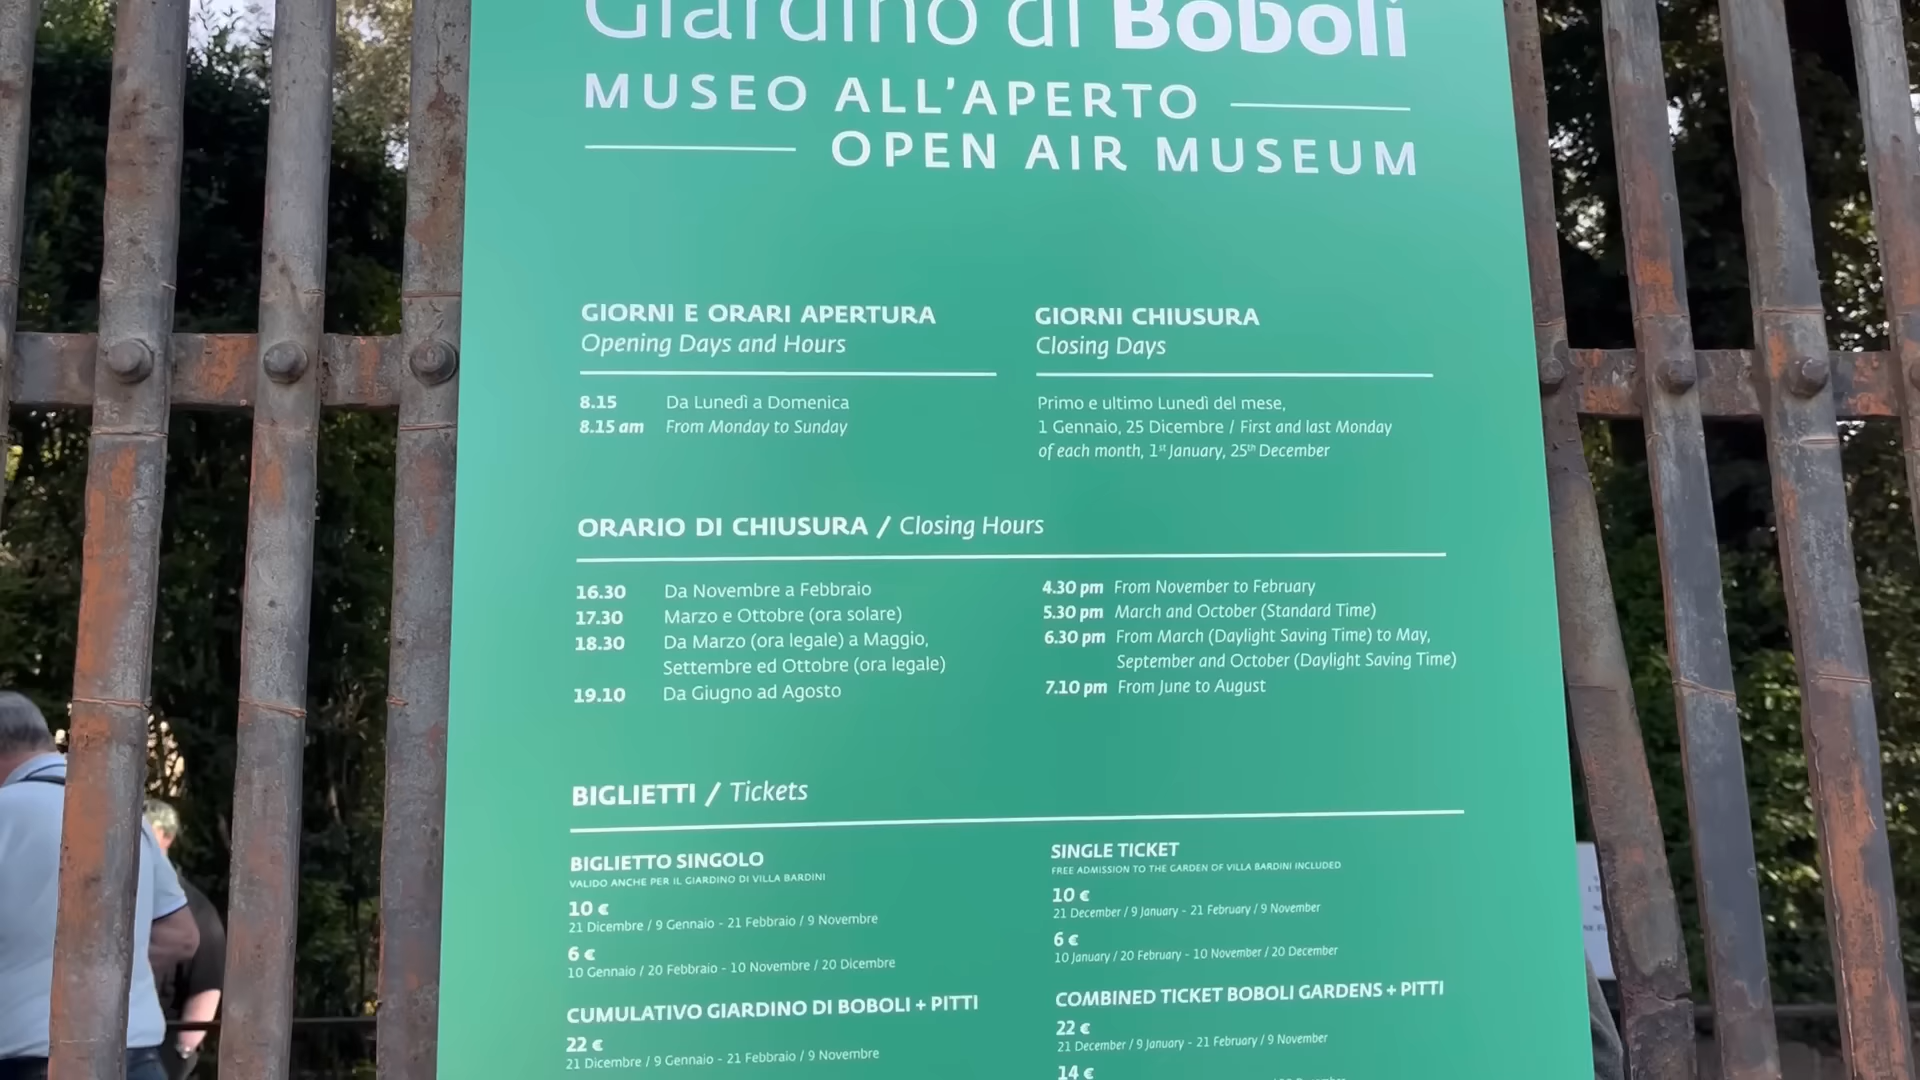 Giardino di Boboli
MUSEO ALL'APERTO
OPEN AIR MUSEUM
GIORNI E ORARI APERTURA
Opening Days and Hours
8.15 Da Lunedì a Domenica
8.15 am From Monday to Sunday
GIORNI CHIUSURA
Closing Days
Primo e ultimo Lunedì del mese,
1 Gennaio, 25 Dicembre / First and last Monday
of each month, 1st January, 25th December
ORARIO DI CHIUSURA / Closing Hours
16.30 Da Novembre a Febbraio
17.30 Marzo e Ottobre (ora solare)
18.30 Da Marzo (ora legale) a Maggio,
Settembre ed Ottobre (ora legale)
19.10 Da Giugno ad Agosto
4.30 pm From November to February
5.30 pm March and October (Standard Time)
6.30 pm From March (Daylight Saving Time) to May,
September and October (Daylight Saving Time)
7.10 pm From June to August
BIGLIETTI / Tickets
BIGLIETTO SINGOLO
VALIDO ANCHE PER IL GIARDINO DI VILLA BARDINI
10 €
21 Dicembre / 9 Gennaio - 21 Febbraio / 9 Novembre
6 €
10 Gennaio / 20 Febbraio - 10 Novembre / 20 Dicembre
CUMULATIVO GIARDINO DI BOBOLI + PITTI
22 €
21 Dicembre / 9 Gennaio - 21 Febbraio / 9 Novembre
SINGLE TICKET
FREE ADMISSION TO THE GARDEN OF VILLA BARDINI INCLUDED
10 €
21 December / 9 January - 21 February / 9 November
6 €
10 January / 20 February - 10 November / 20 December
COMBINED TICKET BOBOLI GARDENS + PITTI
22 €
21 December / 9 January - 21 February / 9 November
14 €